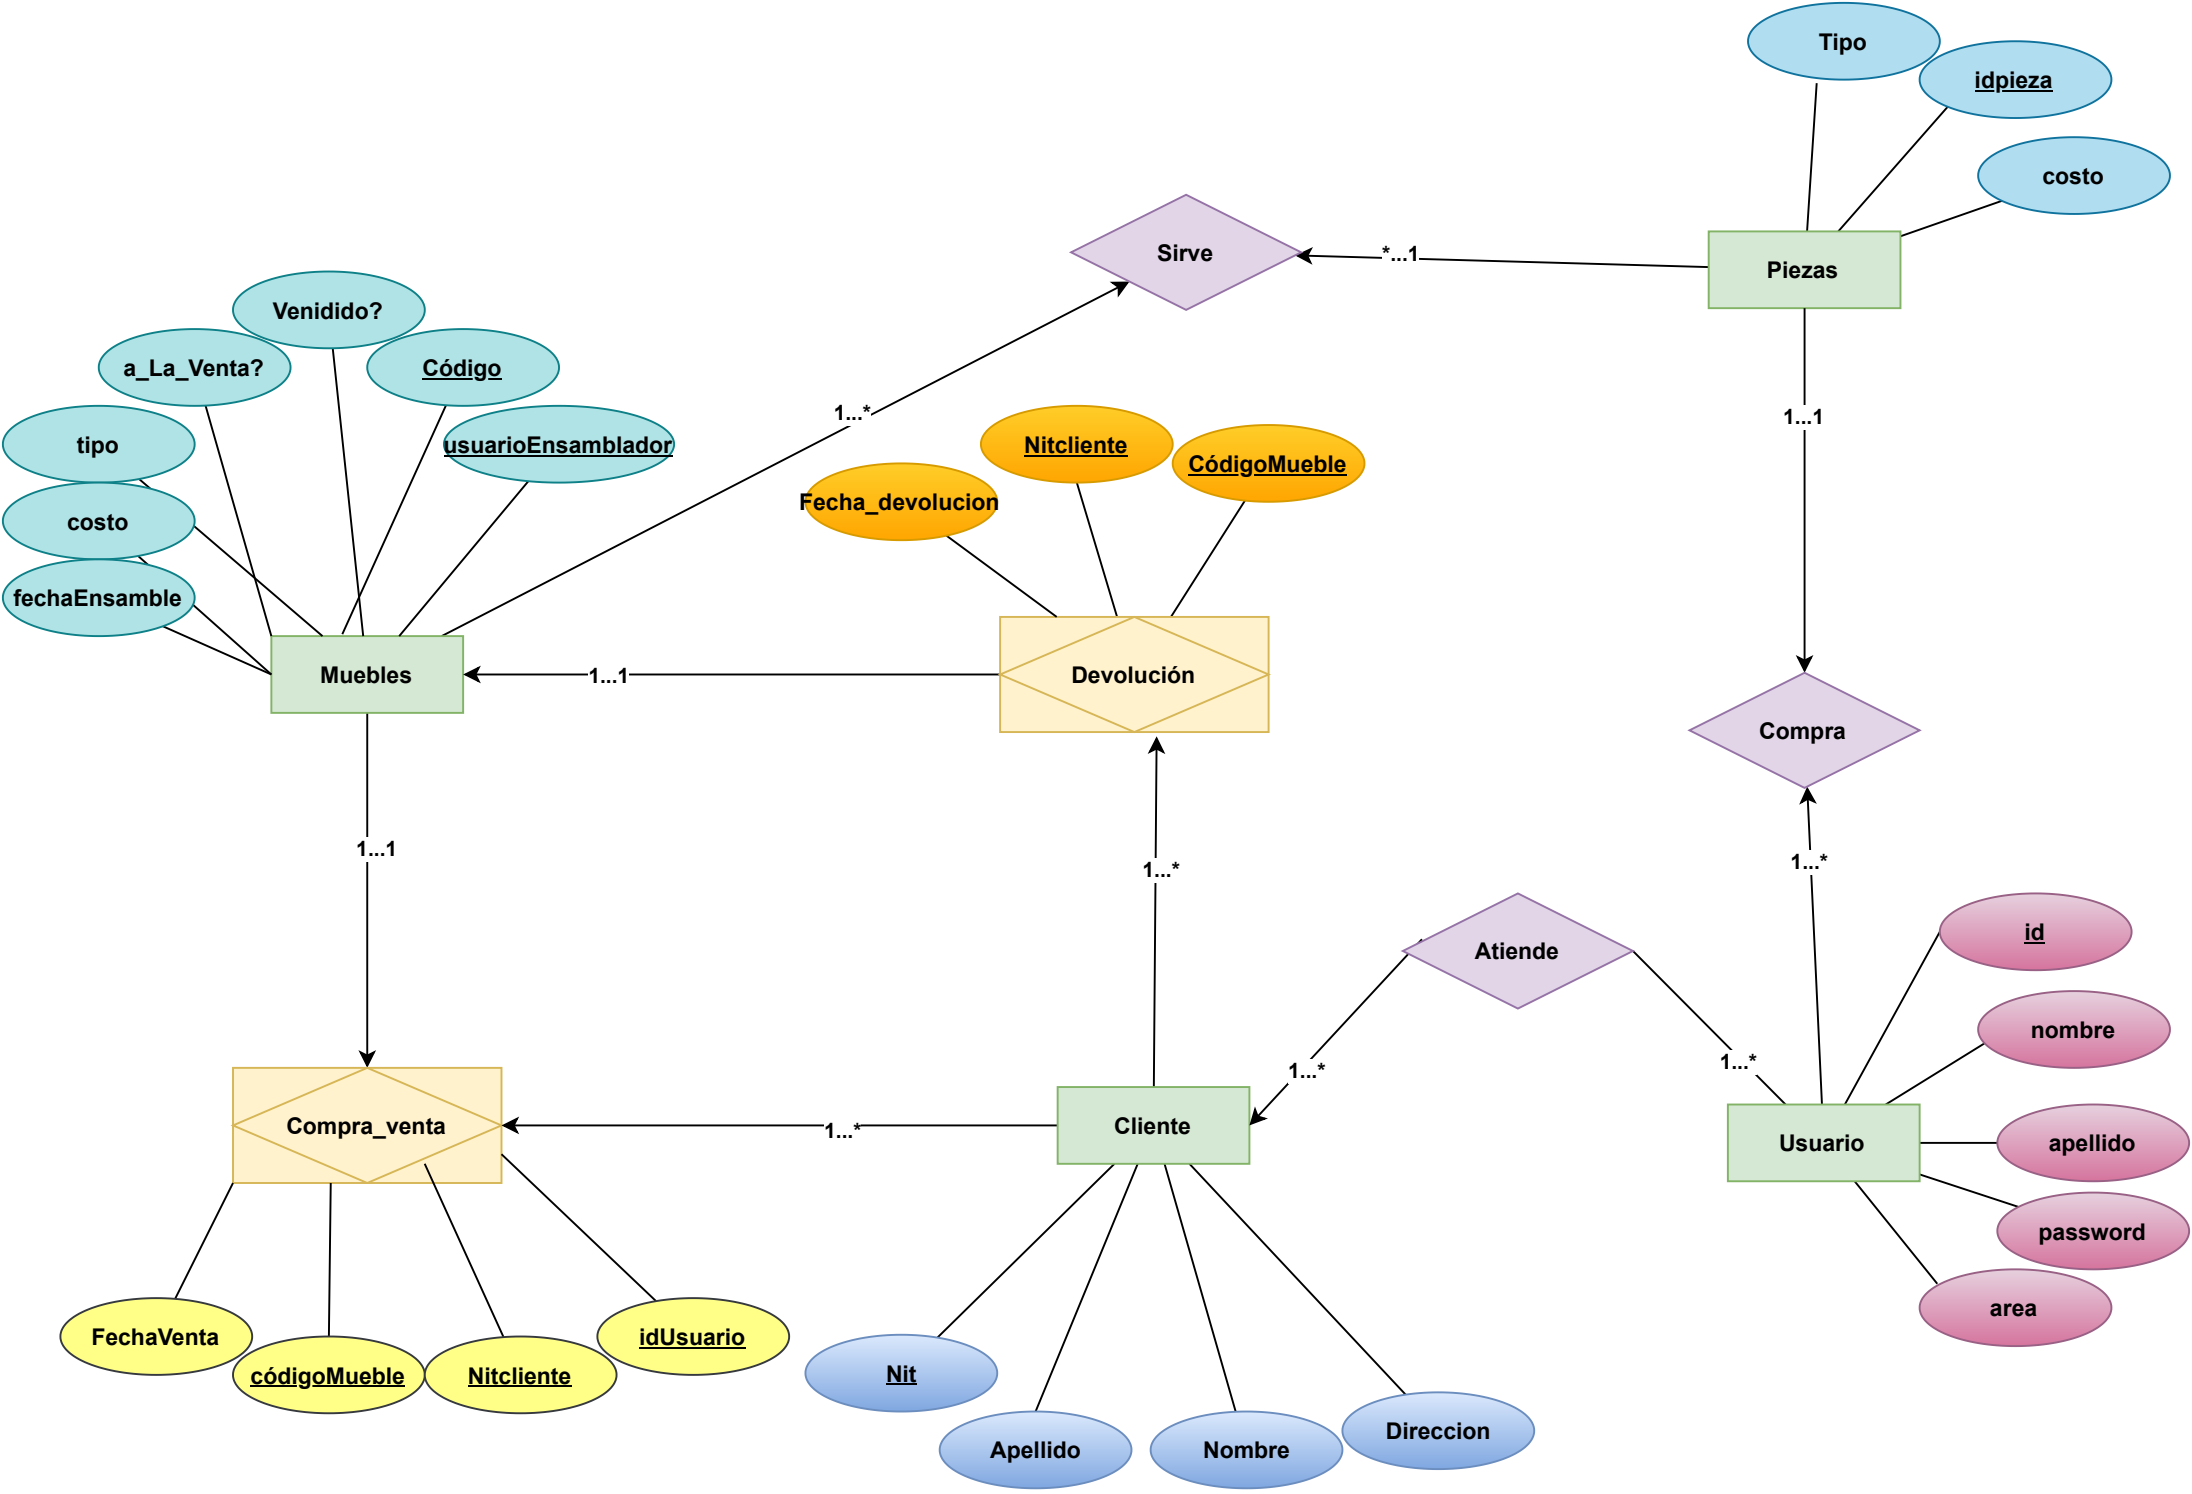 Tipo
idpieza
costo
Sirve
*...1
Piezas
Venidido?
a_La_Venta?
Código
tipo
usuarioEnsamblador
costo
fechaEnsamble
1...*
Nitcliente
CódigoMueble
Fecha_devolucion
1...1
Muebles
1...1
Devolución
Compra
1...1
1...*
1...*
id
Atiende
nombre
1...*
1...*
Compra_venta
1...*
Cliente
Usuario
apellido
password
area
FechaVenta
códigoMueble
Nitcliente
idUsuario
Nit
Apellido
Nombre
Direccion